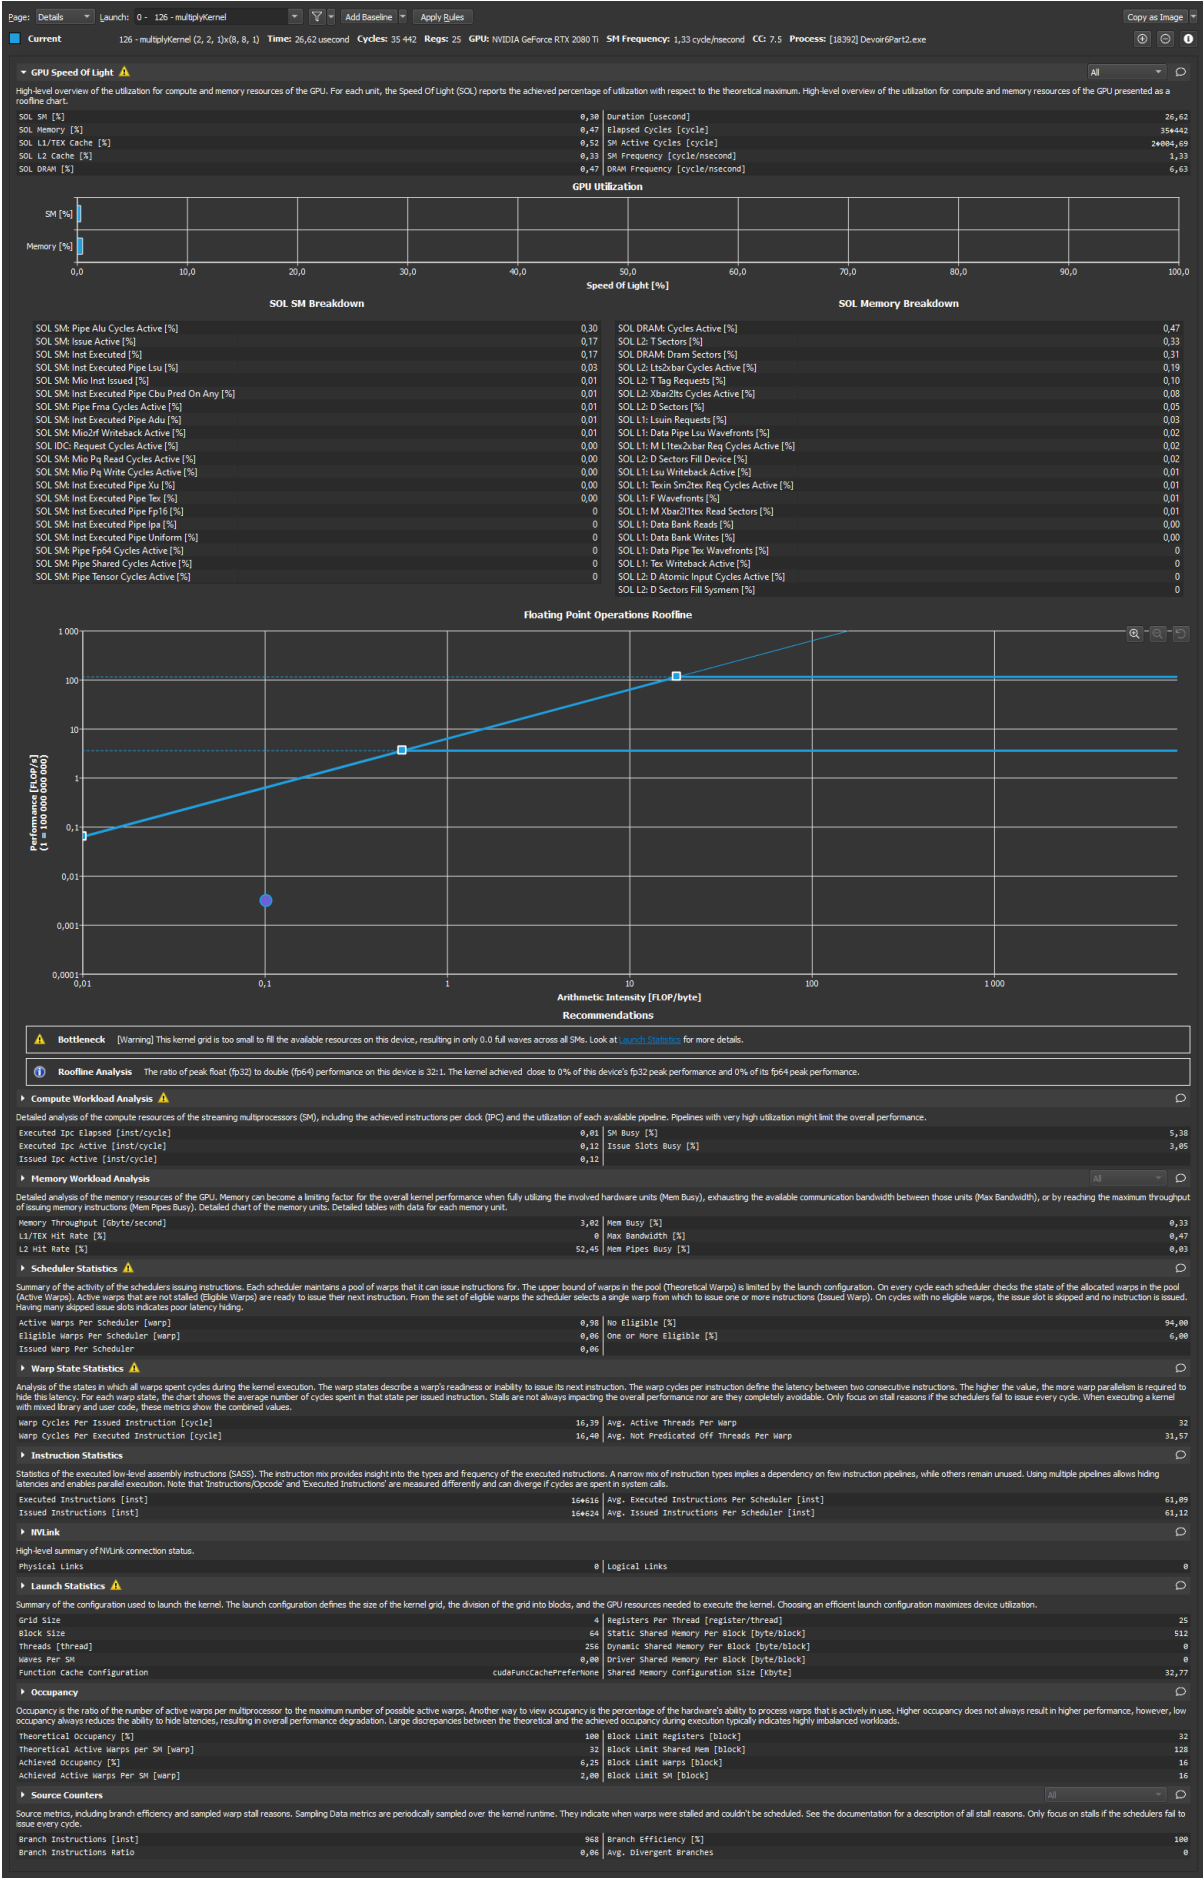 Page: Details Launch: 0 - 126 - multiplyKernel Add Baseline Apply Rules Copy as Image
Current 126 - multiplyKernel (2, 2, 1)x(8, 8, 1) Time: 26,62 usecond Cycles: 35 442 Regs: 25 GPU: NVIDIA GeForce RTX 2080 Ti SM Frequency: 1,33 cycle/nsecond CC: 7.5 Process: [18392] Devoir6Part2.exe
GPU Speed Of Light All
High-level overview of the utilization for compute and memory resources of the GPU. For each unit, the Speed Of Light (SOL) reports the achieved percentage of utilization with respect to the theoretical maximum. High-level overview of the utilization for compute and memory resources of the GPU presented as a
roofline chart.
SOL SM [%] 0,30 Duration [usecond] 26,62
SOL Memory [%] 0,47 Elapsed Cycles [cycle] 35♦442
SOL L1/TEX Cache [%] 0,52 SM Active Cycles [cycle] 2♦004,69
SOL L2 Cache [%] 0,33 SM Frequency [cycle/nsecond] 1,33
SOL DRAM [%] 0,47 DRAM Frequency [cycle/nsecond] 6,63
GPU Utilization
SM [%]
Memory [%]
0,0 10,0 20,0 30,0 40,0 50,0 60,0 70,0 80,0 90,0 100,0
Speed Of Light [%]
SOL SM Breakdown SOL Memory Breakdown
SOL SM: Pipe Alu Cycles Active [%] 0,30 SOL DRAM: Cycles Active [%] 0,47
SOL SM: Issue Active [%] 0,17 SOL L2: T Sectors [%] 0,33
SOL SM: Inst Executed [%] 0,17 SOL DRAM: Dram Sectors [%] 0,31
SOL SM: Inst Executed Pipe Lsu [%] 0,03 SOL L2: Lts2xbar Cycles Active [%] 0,19
SOL SM: Mio Inst Issued [%] 0,01 SOL L2: T Tag Requests [%] 0,10
SOL SM: Inst Executed Pipe Cbu Pred On Any [%] 0,01 SOL L2: Xbar2lts Cycles Active [%] 0,08
SOL SM: Pipe Fma Cycles Active [%] 0,01 SOL L2: D Sectors [%] 0,05
SOL SM: Inst Executed Pipe Adu [%] 0,01 SOL L1: Lsuin Requests [%] 0,03
SOL SM: Mio2rf Writeback Active [%] 0,01 SOL L1: Data Pipe Lsu Wavefronts [%] 0,02
SOL IDC: Request Cycles Active [%] 0,00 SOL L1: M L1tex2xbar Req Cycles Active [%] 0,02
SOL SM: Mio Pq Read Cycles Active [%] 0,00 SOL L2: D Sectors Fill Device [%] 0,02
SOL SM: Mio Pq Write Cycles Active [%] 0,00 SOL L1: Lsu Writeback Active [%] 0,01
SOL SM: Inst Executed Pipe Xu [%] 0,00 SOL L1: Texin Sm2tex Req Cycles Active [%] 0,01
SOL SM: Inst Executed Pipe Tex [%] 0,00 SOL L1: F Wavefronts [%] 0,01
SOL SM: Inst Executed Pipe Fp16 [%] 0 SOL L1: M Xbar2l1tex Read Sectors [%] 0,01
SOL SM: Inst Executed Pipe Ipa [%] 0 SOL L1: Data Bank Reads [%] 0,00
SOL SM: Inst Executed Pipe Uniform [%] 0 SOL L1: Data Bank Writes [%] 0,00
SOL SM: Pipe Fp64 Cycles Active [%] 0 SOL L1: Data Pipe Tex Wavefronts [%] 0
SOL SM: Pipe Shared Cycles Active [%] 0 SOL L1: Tex Writeback Active [%] 0
SOL SM: Pipe Tensor Cycles Active [%] 0 SOL L2: D Atomic Input Cycles Active [%] 0
SOL L2: D Sectors Fill Sysmem [%] 0
Floating Point Operations Roofline
1 000
100
10
1
0,1
0,01
0,001
0,0001
Performance [FLOP/s]
(1 = 100 000 000 000)
0,01 0,1 1 10 100 1 000
Arithmetic Intensity [FLOP/byte]
Recommendations
Bottleneck [Warning] This kernel grid is too small to fill the available resources on this device, resulting in only 0.0 full waves across all SMs. Look at Launch Statistics for more details.
Roofline Analysis The ratio of peak float (fp32) to double (fp64) performance on this device is 32:1. The kernel achieved close to 0% of this device's fp32 peak performance and 0% of its fp64 peak performance.
Compute Workload Analysis
Detailed analysis of the compute resources of the streaming multiprocessors (SM), including the achieved instructions per clock (IPC) and the utilization of each available pipeline. Pipelines with very high utilization might limit the overall performance.
Executed Ipc Elapsed [inst/cycle] 0,01 SM Busy [%] 5,38
Executed Ipc Active [inst/cycle] 0,12 Issue Slots Busy [%] 3,05
Issued Ipc Active [inst/cycle] 0,12
Memory Workload Analysis All
Detailed analysis of the memory resources of the GPU. Memory can become a limiting factor for the overall kernel performance when fully utilizing the involved hardware units (Mem Busy), exhausting the available communication bandwidth between those units (Max Bandwidth), or by reaching the maximum throughput
of issuing memory instructions (Mem Pipes Busy). Detailed chart of the memory units. Detailed tables with data for each memory unit.
Memory Throughput [Gbyte/second] 3,02 Mem Busy [%] 0,33
L1/TEX Hit Rate [%] 0 Max Bandwidth [%] 0,47
L2 Hit Rate [%] 52,45 Mem Pipes Busy [%] 0,03
Scheduler Statistics
Summary of the activity of the schedulers issuing instructions. Each scheduler maintains a pool of warps that it can issue instructions for. The upper bound of warps in the pool (Theoretical Warps) is limited by the launch configuration. On every cycle each scheduler checks the state of the allocated warps in the pool
(Active Warps). Active warps that are not stalled (Eligible Warps) are ready to issue their next instruction. From the set of eligible warps the scheduler selects a single warp from which to issue one or more instructions (Issued Warp). On cycles with no eligible warps, the issue slot is skipped and no instruction is issued.
Having many skipped issue slots indicates poor latency hiding.
Active Warps Per Scheduler [warp] 0,98 No Eligible [%] 94,00
Eligible Warps Per Scheduler [warp] 0,06 One or More Eligible [%] 6,00
Issued Warp Per Scheduler 0,06
Warp State Statistics
Analysis of the states in which all warps spent cycles during the kernel execution. The warp states describe a warp's readiness or inability to issue its next instruction. The warp cycles per instruction define the latency between two consecutive instructions. The higher the value, the more warp parallelism is required to
hide this latency. For each warp state, the chart shows the average number of cycles spent in that state per issued instruction. Stalls are not always impacting the overall performance nor are they completely avoidable. Only focus on stall reasons if the schedulers fail to issue every cycle. When executing a kernel
with mixed library and user code, these metrics show the combined values.
Warp Cycles Per Issued Instruction [cycle] 16,39 Avg. Active Threads Per Warp 32
Warp Cycles Per Executed Instruction [cycle] 16,40 Avg. Not Predicated Off Threads Per Warp 31,57
Instruction Statistics
Statistics of the executed low-level assembly instructions (SASS). The instruction mix provides insight into the types and frequency of the executed instructions. A narrow mix of instruction types implies a dependency on few instruction pipelines, while others remain unused. Using multiple pipelines allows hiding
latencies and enables parallel execution. Note that 'Instructions/Opcode' and 'Executed Instructions' are measured differently and can diverge if cycles are spent in system calls.
Executed Instructions [inst] 16♦616 Avg. Executed Instructions Per Scheduler [inst] 61,09
Issued Instructions [inst] 16♦624 Avg. Issued Instructions Per Scheduler [inst] 61,12
NVLink
High-level summary of NVLink connection status.
Physical Links 0 Logical Links 0
Launch Statistics
Summary of the configuration used to launch the kernel. The launch configuration defines the size of the kernel grid, the division of the grid into blocks, and the GPU resources needed to execute the kernel. Choosing an efficient launch configuration maximizes device utilization.
Grid Size 4 Registers Per Thread [register/thread] 25
Block Size 64 Static Shared Memory Per Block [byte/block] 512
Threads [thread] 256 Dynamic Shared Memory Per Block [byte/block] 0
Waves Per SM 0,00 Driver Shared Memory Per Block [byte/block] 0
Function Cache Configuration cudaFuncCachePreferNone Shared Memory Configuration Size [Kbyte] 32,77
Occupancy
Occupancy is the ratio of the number of active warps per multiprocessor to the maximum number of possible active warps. Another way to view occupancy is the percentage of the hardware's ability to process warps that is actively in use. Higher occupancy does not always result in higher performance, however, low
occupancy always reduces the ability to hide latencies, resulting in overall performance degradation. Large discrepancies between the theoretical and the achieved occupancy during execution typically indicates highly imbalanced workloads.
Theoretical Occupancy [%] 100 Block Limit Registers [block] 32
Theoretical Active Warps per SM [warp] 32 Block Limit Shared Mem [block] 128
Achieved Occupancy [%] 6,25 Block Limit Warps [block] 16
Achieved Active Warps Per SM [warp] 2,00 Block Limit SM [block] 16
Source Counters All
Source metrics, including branch efficiency and sampled warp stall reasons. Sampling Data metrics are periodically sampled over the kernel runtime. They indicate when warps were stalled and couldn't be scheduled. See the documentation for a description of all stall reasons. Only focus on stalls if the schedulers fail to
issue every cycle.
Branch Instructions [inst] 968 Branch Efficiency [%] 100
Branch Instructions Ratio 0,06 Avg. Divergent Branches 0